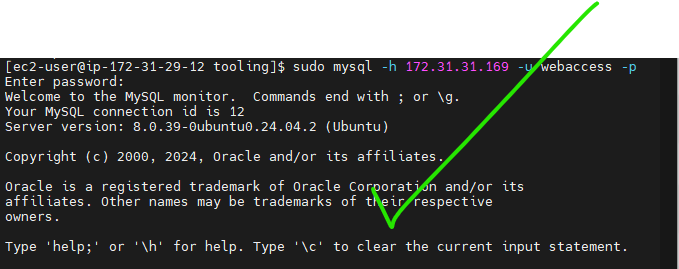 [ec2-user@ip-172-31-29-12 tooling]$ sudo mysql -h 172.31.31.169 -u webaccess -p
Enter password:
Welcome to the MySQL monitor.  Commands end with ; or \g.
Your MySQL connection id is 12
Server version: 8.0.39-0ubuntu0.24.04.2 (Ubuntu)
Copyright (c) 2000, 2024, Oracle and/or its affiliates.
Oracle is a registered trademark of Oracle Corporation and/or its
affiliates. Other names may be trademarks of their respective
owners.
Type 'help;' or '\h' for help. Type '\c' to clear the current input statement.